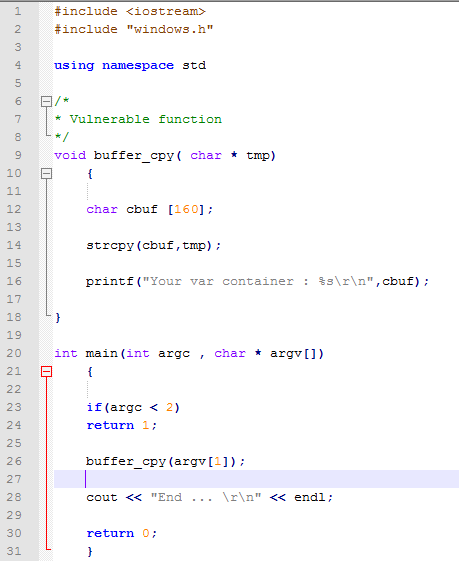 1 #include <iostream>
2 #include "windows.h"
3
4 using namespace std
5
6 /*
7 * Vulnerable function
8 */
9 void buffer_cpy( char * tmp)
10 {
11
12 char cbuf [160];
13
14 strcpy(cbuf,tmp);
15
16 printf("Your var container : %s\r\n",cbuf);
17
18 }
19
20 int main(int argc , char * argv[])
21 {
22
23 if(argc < 2)
24 return 1;
25
26 buffer_cpy(argv[1]);
27
28 cout << "End ... \r\n" << endl;
29
30 return 0;
31 }